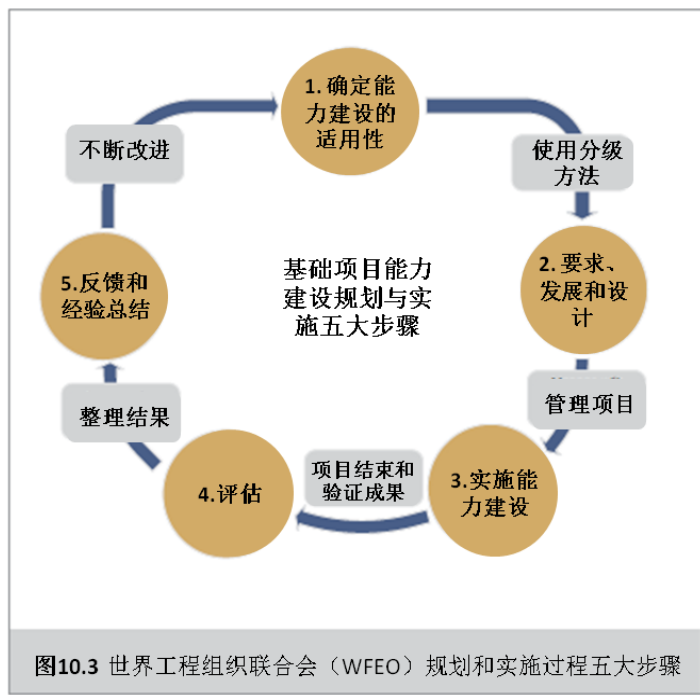 1.确定能
力建设的
适用性
不断改进
使用分级
方法
基础项目能力
建设规划与实
施五大步骤
2.要求、
发展和设
计
5.反馈和
经验总结
管理项目
整理结果
项目结束和
验证成果
3.实施能
力建设
4.评估
图10.3 世界工程组织联合会（WFEO）规划和实施过程五大步骤